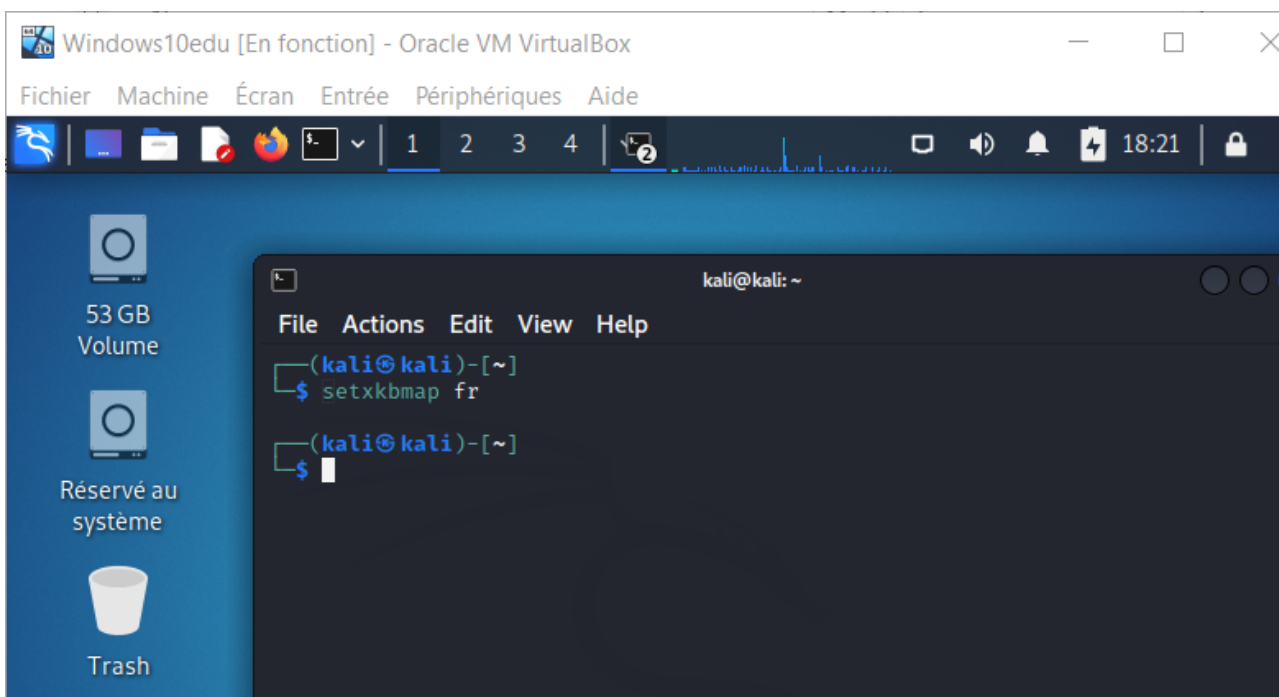 Windows10edu [En fonction] - Oracle VM VirtualBox
Fichier Machine Écran Entrée Périphériques Aide
1 2 3 4 2 18:21
53 GB
Volume
Réservé au
système
Trash
kali@kali: ~
File Actions Edit View Help
┌──(kali㉿kali)-[~]
└─$ setxkbmap fr
┌──(kali㉿kali)-[~]
└─$